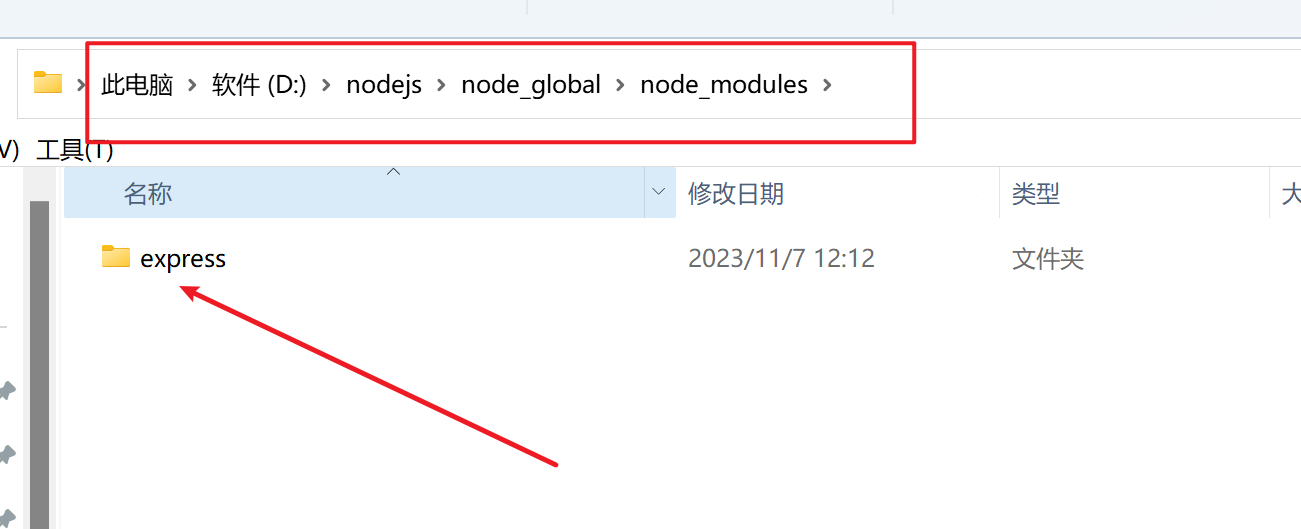 此电脑 > 软件 (D:) > nodejs > node_global > node_modules >
V) 工具(T)
名称 修改日期 类型 大
express 2023/11/7 12:12 文件夹